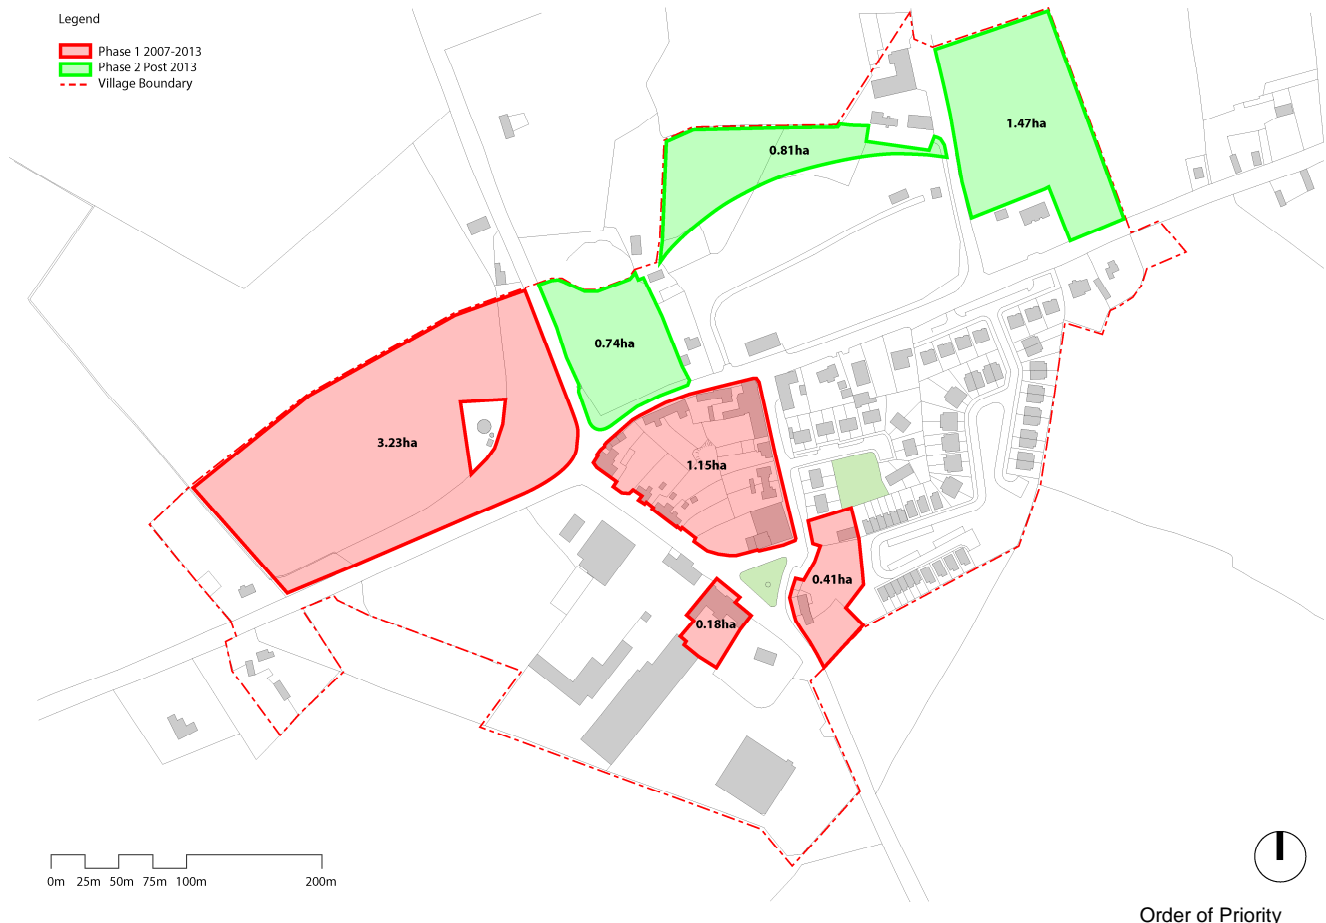 Legend
Phase 1 2007-2013
Phase 2 Post 2013
Village Boundary
1.47ha
0.81ha
0.74ha
3.23ha
1.15ha
0.41ha
0.18ha
0m 25m 50m 75m 100m 200m
Order of Priority